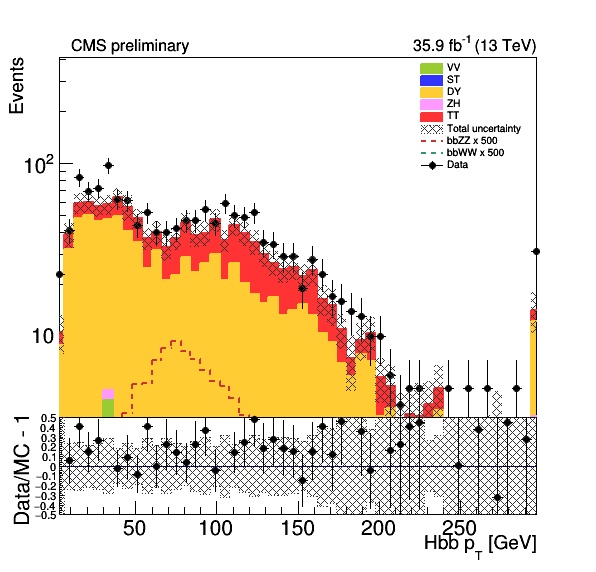 CMS preliminary
35.9 fb⁻¹ (13 TeV)
Events
VV
ST
DY
ZH
TT
Total uncertainty
bbZZ x 500
bbWW x 500
Data
10²
10
Data/MC - 1
0.5
0.4
0.3
0.2
0.1
0
-0.1
-0.2
-0.3
-0.4
-0.5
50 100 150 200 250
Hbb p_T [GeV]